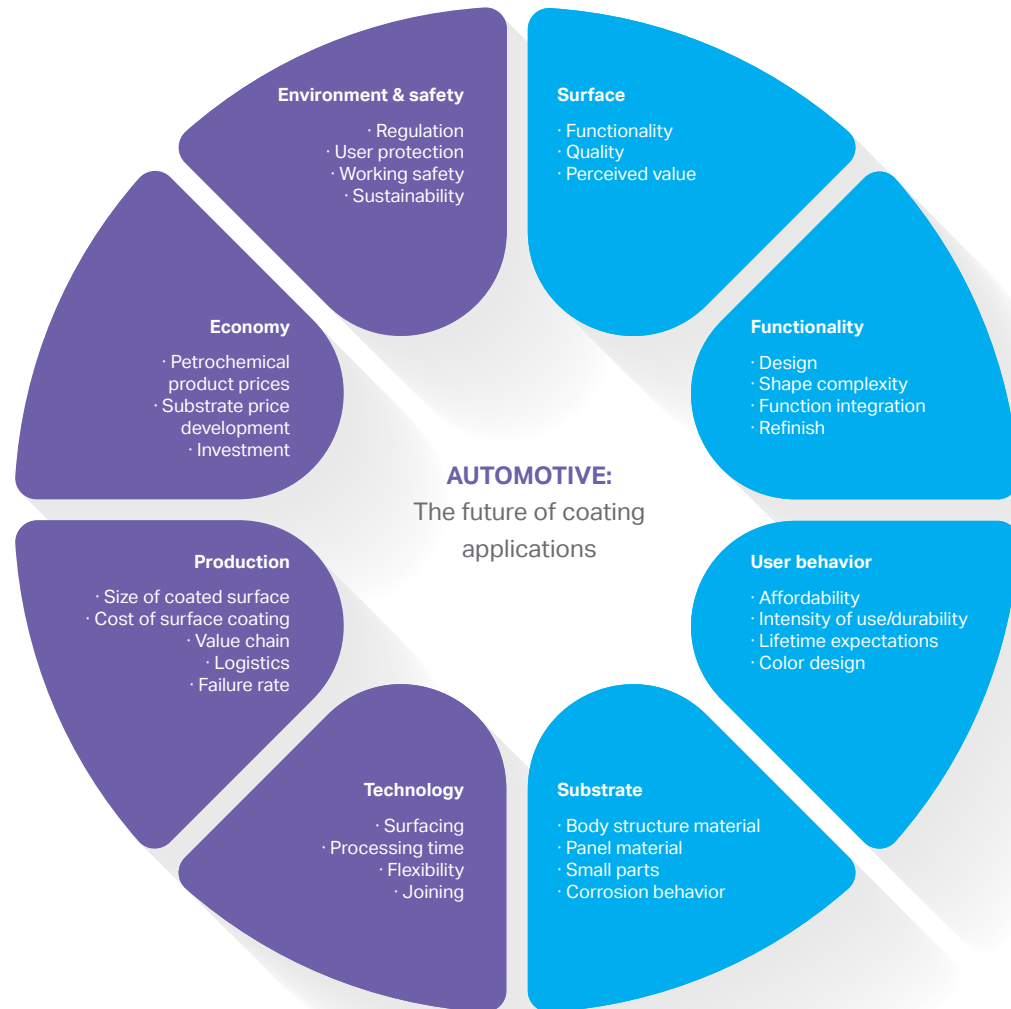 Environment & safety
· Regulation
· User protection
· Working safety
· Sustainability
Surface
· Functionality
· Quality
· Perceived value
Economy
· Petrochemical
product prices
· Substrate price
development
· Investment
Functionality
· Design
· Shape complexity
· Function integration
· Refinish
AUTOMOTIVE:
The future of coating
applications
Production
· Size of coated surface
· Cost of surface coating
· Value chain
· Logistics
· Failure rate
User behavior
· Affordability
· Intensity of use/durability
· Lifetime expectations
· Color design
Technology
· Surfacing
· Processing time
· Flexibility
· Joining
Substrate
· Body structure material
· Panel material
· Small parts
· Corrosion behavior